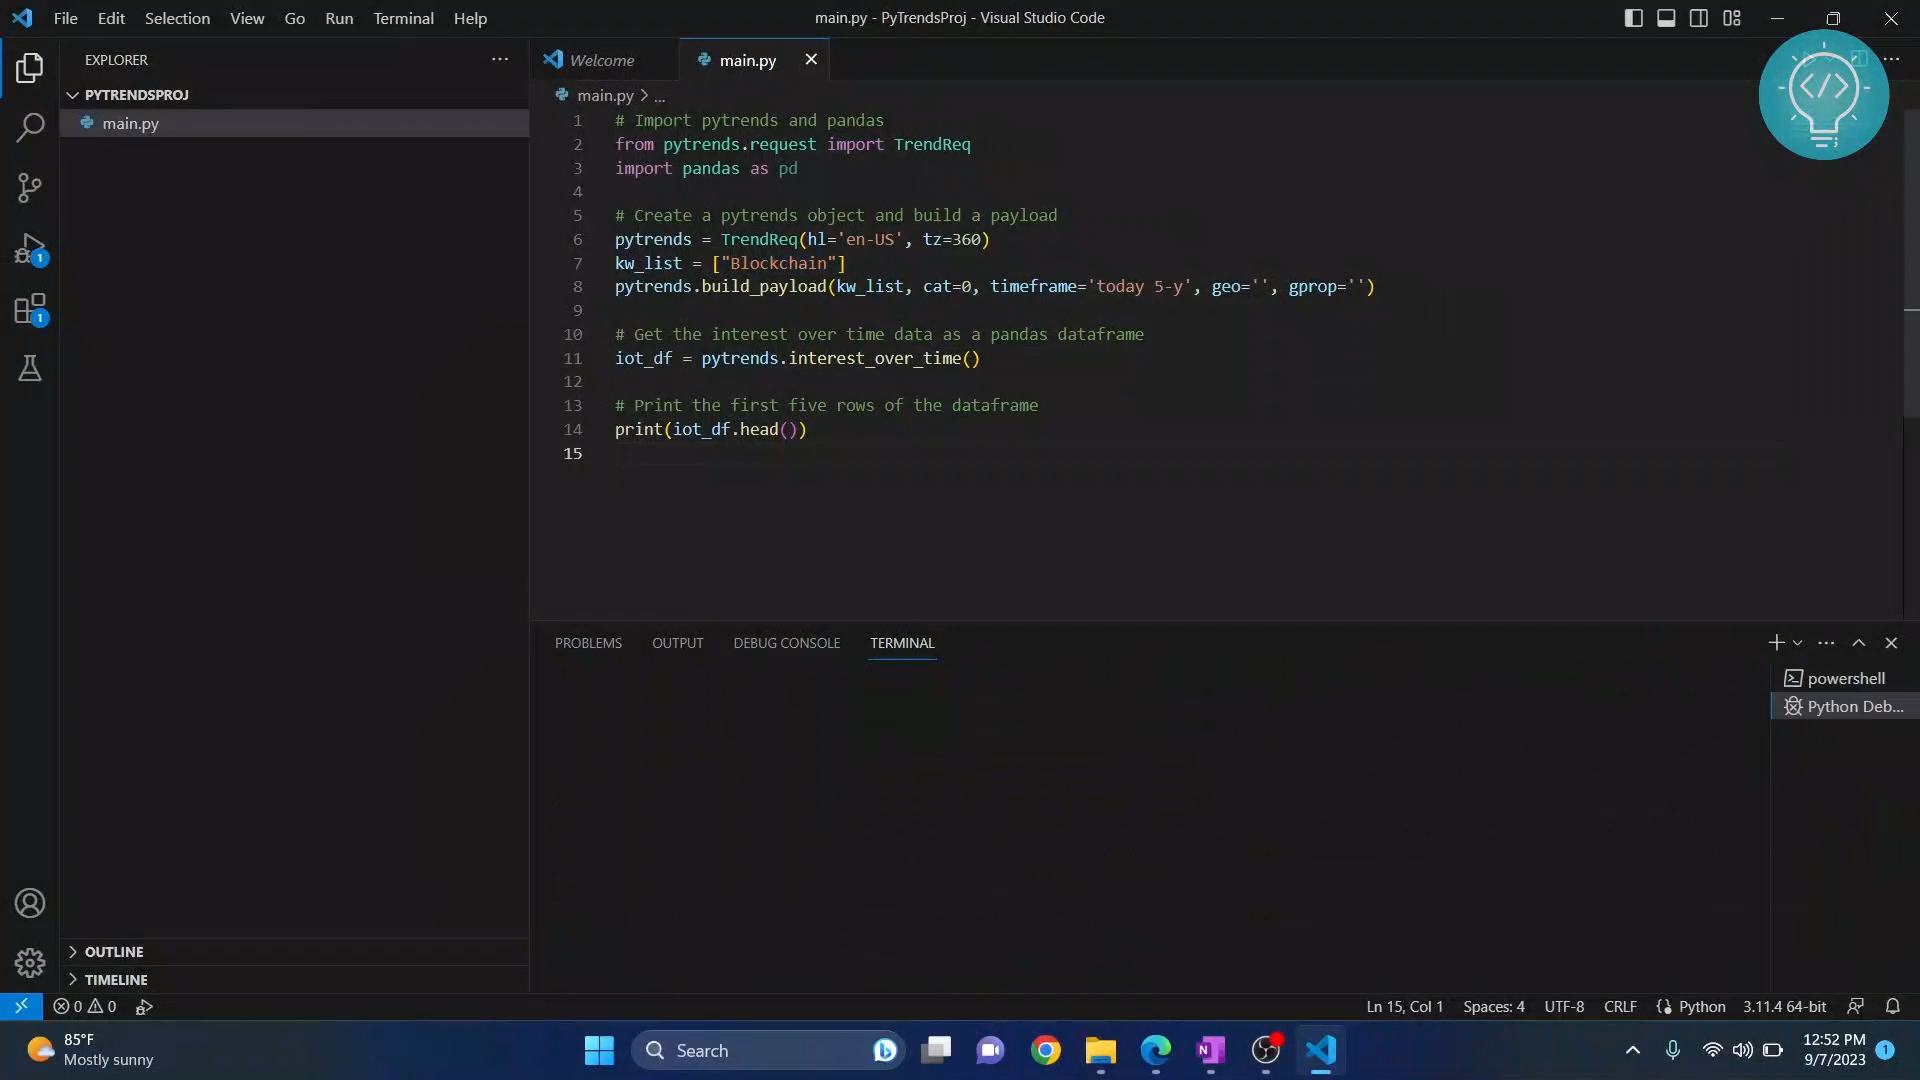 File Edit Selection View Go Run Terminal Help
main.py - PyTrendsProj - Visual Studio Code
EXPLORER
PYTRENDSPROJ
main.py
Welcome
main.py
main.py > ...
1 # Import pytrends and pandas
2 from pytrends.request import TrendReq
3 import pandas as pd
4
5 # Create a pytrends object and build a payload
6 pytrends = TrendReq(hl='en-US', tz=360)
7 kw_list = ["Blockchain"]
8 pytrends.build_payload(kw_list, cat=0, timeframe='today 5-y', geo='', gprop='')
9
10 # Get the interest over time data as a pandas dataframe
11 iot_df = pytrends.interest_over_time()
12
13 # Print the first five rows of the dataframe
14 print(iot_df.head())
15
1
1
PROBLEMS OUTPUT DEBUG CONSOLE TERMINAL
powershell
Python Deb...
OUTLINE
TIMELINE
0 0
Ln 15, Col 1 Spaces: 4 UTF-8 CRLF Python 3.11.4 64-bit
85°F
Mostly sunny
Search
12:52 PM
9/7/2023
1